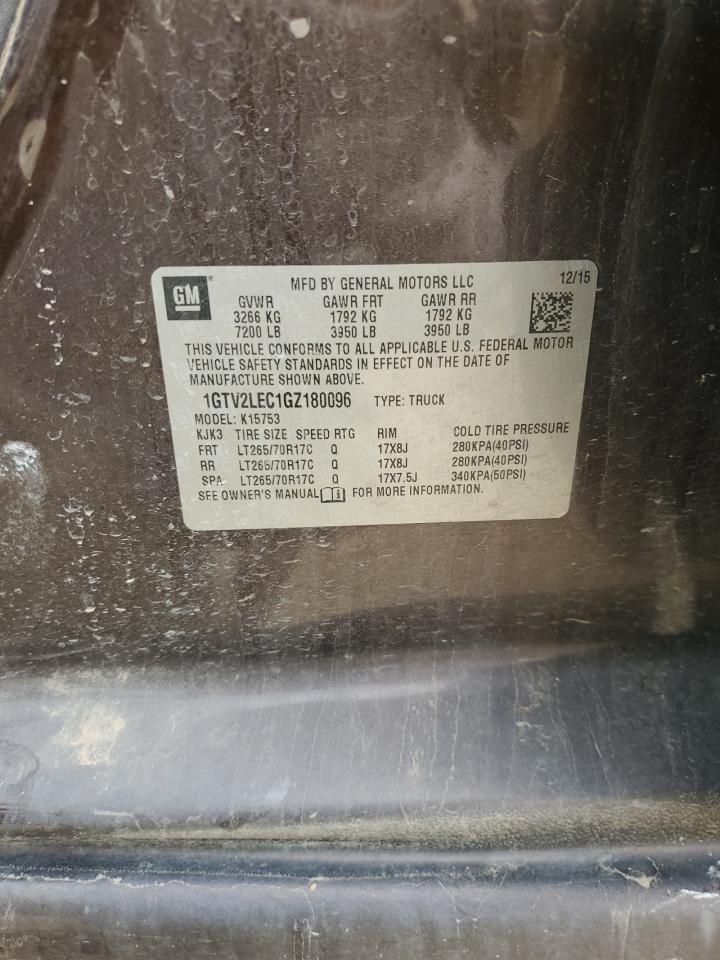 GM
MFD BY GENERAL MOTORS LLC 12/15
GVWR GAWR FRT GAWR RR
3266 KG 1792 KG 1792 KG
7200 LB 3950 LB 3950 LB
THIS VEHICLE CONFORMS TO ALL APPLICABLE U.S. FEDERAL MOTOR
VEHICLE SAFETY STANDARDS IN EFFECT ON THE DATE OF
MANUFACTURE SHOWN ABOVE.
1GTV2LEC1GZ180096 TYPE: TRUCK
MODEL: K15753
KJK3 TIRE SIZE SPEED RTG RIM COLD TIRE PRESSURE
FRT LT265/70R17C Q 17X8J 280KPA(40PSI)
RR LT265/70R17C Q 17X8J 280KPA(40PSI)
SPA LT265/70R17C Q 17X7.5J 340KPA(50PSI)
SEE OWNER'S MANUAL FOR MORE INFORMATION.